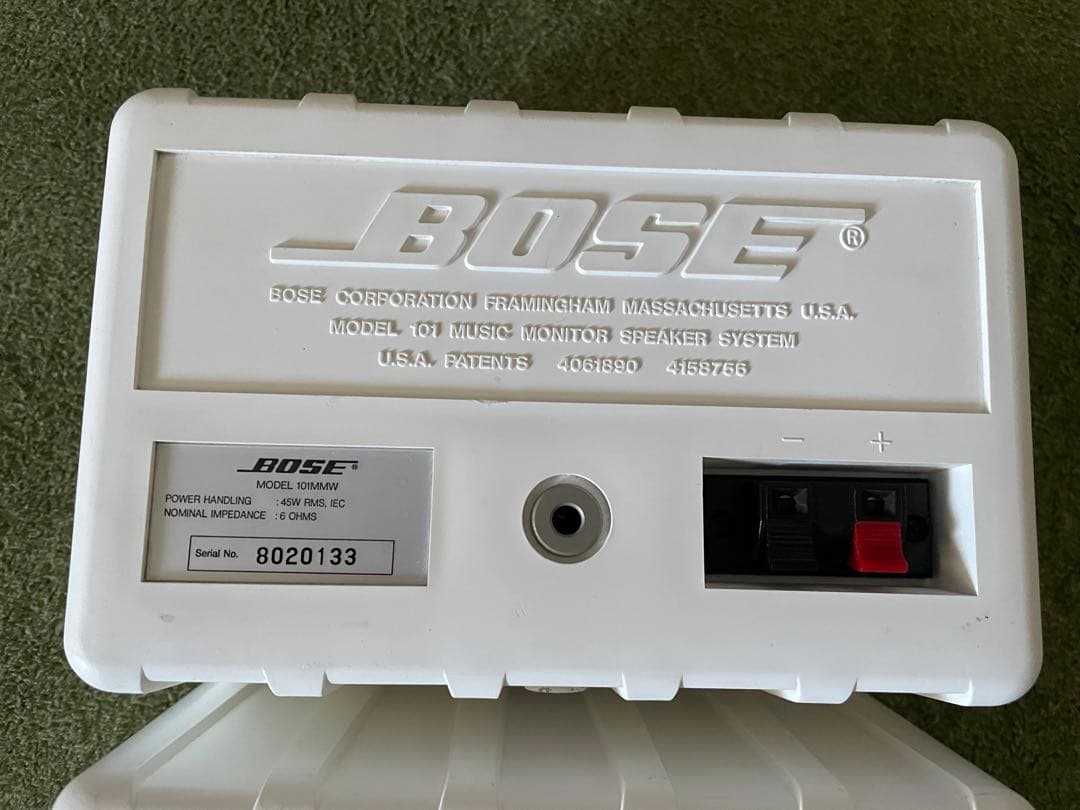 BOSE®
BOSE CORPORATION FRAMINGHAM MASSACHUSETTS U.S.A.
MODEL 101 MUSIC MONITOR SPEAKER SYSTEM
U.S.A. PATENTS 4061890 4158756
− +
BOSE®
MODEL 101MMW
POWER HANDLING : 45W RMS, IEC
NOMINAL IMPEDANCE : 6 OHMS
Serial No. 8020133